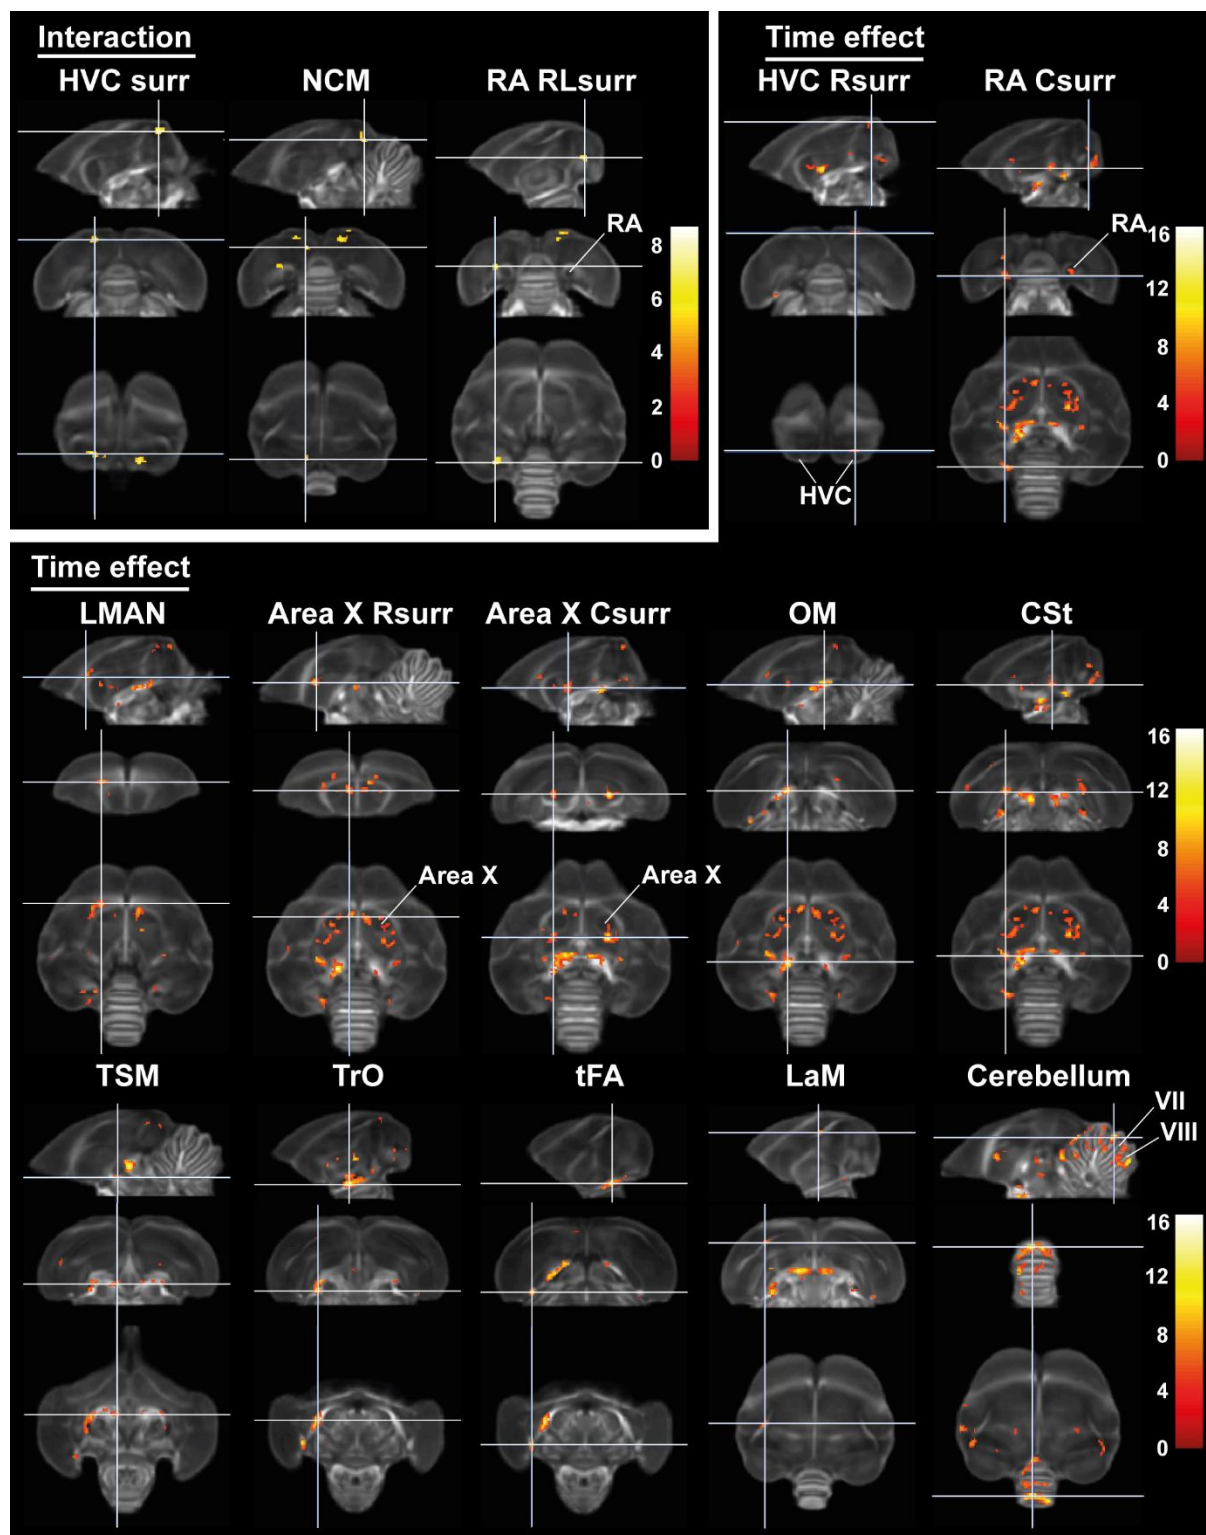 Interaction
HVC surr NCM RA RLsurr
RA
8
6
4
2
0
Time effect
HVC Rsurr RA Csurr
RA
16
12
8
4
0
HVC
Time effect
LMAN Area X Rsurr Area X Csurr OM CSt
Area X Area X
16
12
8
4
0
TSM TrO tFA LaM Cerebellum
VII
VIII
16
12
8
4
0